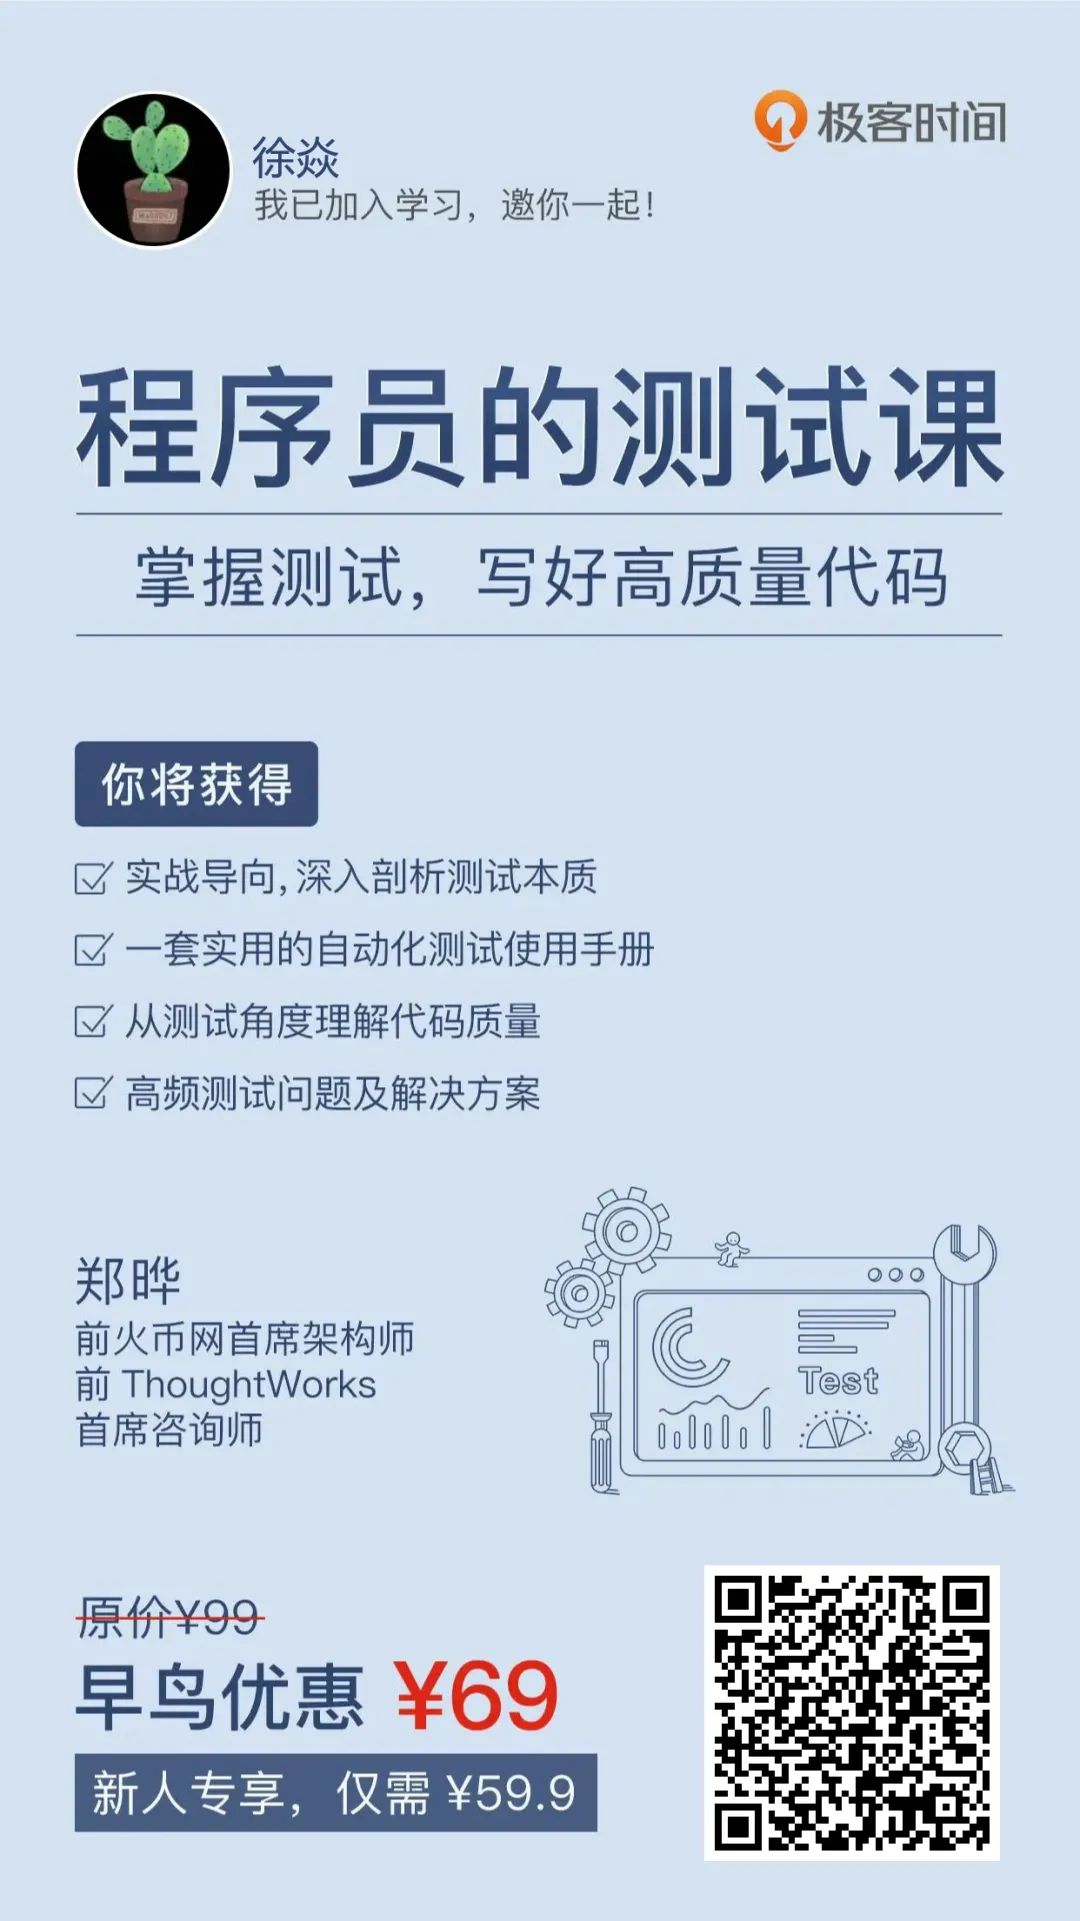 徐焱
我已加入学习，邀你一起！
极客时间
程序员的测试课
掌握测试，写好高质量代码
你将获得
实战导向，深入剖析测试本质
一套实用的自动化测试使用手册
从测试角度理解代码质量
高频测试问题及解决方案
郑晔
前火币网首席架构师
前 ThoughtWorks
首席咨询师
Test
原价¥99
早鸟优惠 ¥69
新人专享，仅需 ¥59.9